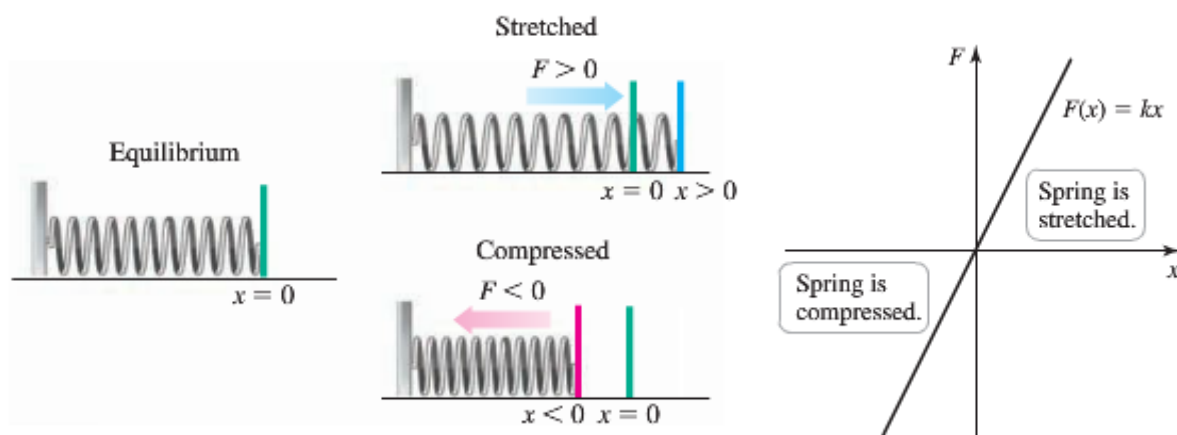 Equilibrium
x = 0
Stretched
F > 0
x = 0 x > 0
Compressed
F < 0
x < 0 x = 0
F
F(x) = kx
Spring is
stretched.
x
Spring is
compressed.